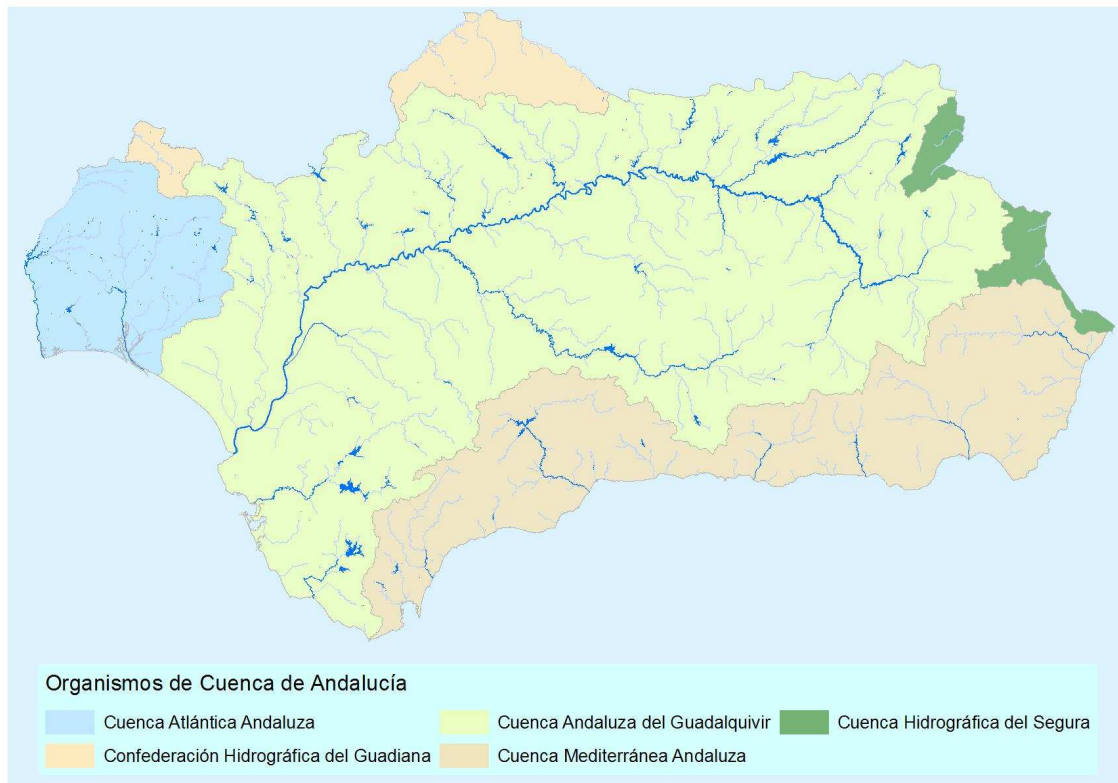 Organismos de Cuenca de Andalucía
Cuenca Atlántica Andaluza
Cuenca Andaluza del Guadalquivir
Cuenca Hidrográfica del Segura
Confederación Hidrográfica del Guadiana
Cuenca Mediterránea Andaluza